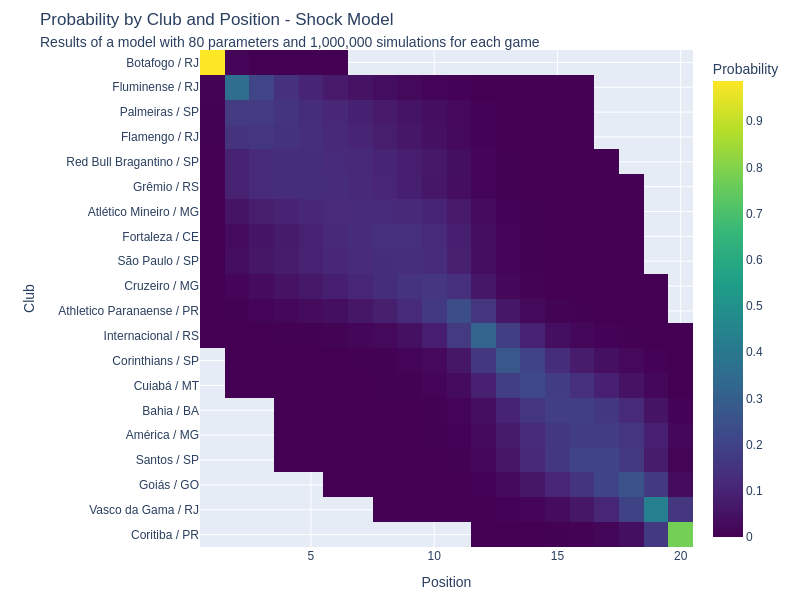 Probability by Club and Position - Shock Model
Results of a model with 80 parameters and 1,000,000 simulations for each game
Probability
Botafogo / RJ
Fluminense / RJ
Palmeiras / SP
Flamengo / RJ
Red Bull Bragantino / SP
Grêmio / RS
Atlético Mineiro / MG
Fortaleza / CE
São Paulo / SP
Cruzeiro / MG
Athletico Paranaense / PR
Internacional / RS
Corinthians / SP
Cuiabá / MT
Bahia / BA
América / MG
Santos / SP
Goiás / GO
Vasco da Gama / RJ
Coritiba / PR
Club
5
10
15
20
Position
0.9
0.8
0.7
0.6
0.5
0.4
0.3
0.2
0.1
0